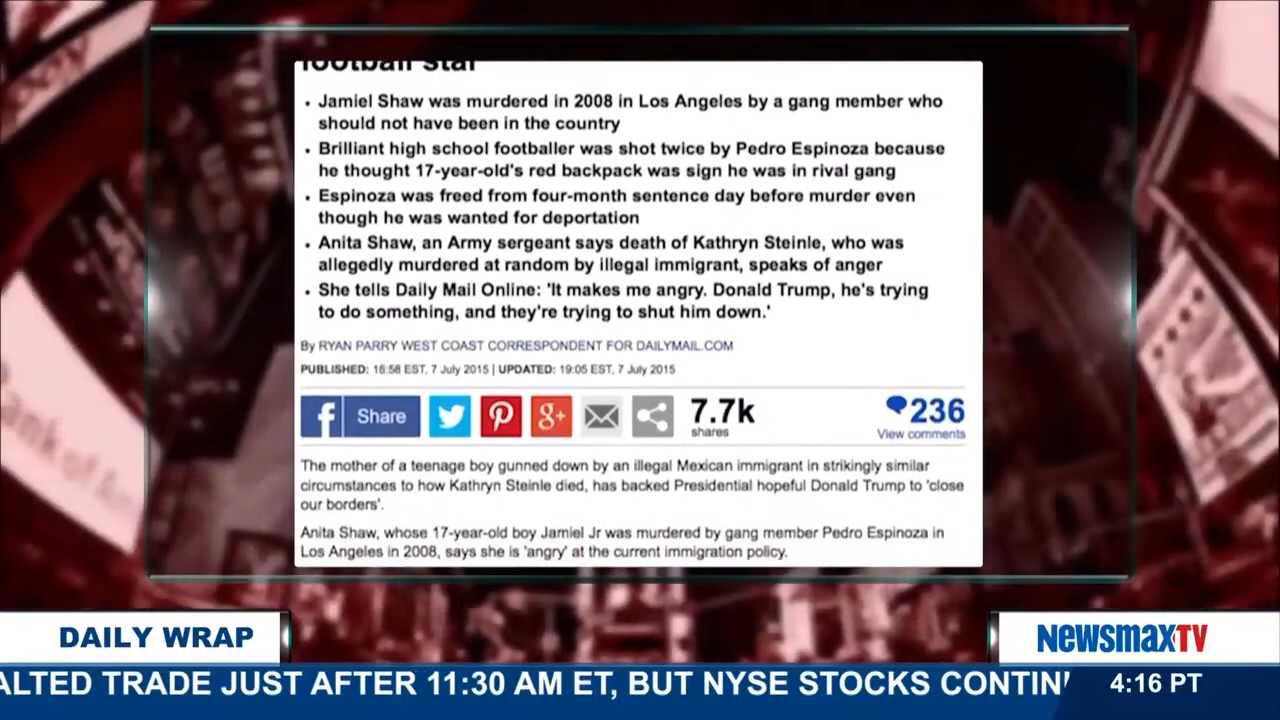 football star
• Jamiel Shaw was murdered in 2008 in Los Angeles by a gang member who
should not have been in the country
• Brilliant high school footballer was shot twice by Pedro Espinoza because
he thought 17-year-old's red backpack was sign he was in rival gang
• Espinoza was freed from four-month sentence day before murder even
though he was wanted for deportation
• Anita Shaw, an Army sergeant says death of Kathryn Steinle, who was
allegedly murdered at random by illegal immigrant, speaks of anger
• She tells Daily Mail Online: 'It makes me angry. Donald Trump, he's trying
to do something, and they're trying to shut him down.'
By RYAN PARRY WEST COAST CORRESPONDENT FOR DAILYMAIL.COM
PUBLISHED: 16:58 EST, 7 July 2015 | UPDATED: 19:05 EST, 7 July 2015
f Share
g+
7.7k
shares
236
View comments
The mother of a teenage boy gunned down by an illegal Mexican immigrant in strikingly similar
circumstances to how Kathryn Steinle died, has backed Presidential hopeful Donald Trump to 'close
our borders'.
Anita Shaw, whose 17-year-old boy Jamiel Jr was murdered by gang member Pedro Espinoza in
Los Angeles in 2008, says she is 'angry' at the current immigration policy.
DAILY WRAP
NEWSMAXTV
ALTED TRADE JUST AFTER 11:30 AM ET, BUT NYSE STOCKS CONTIN
4:16 PT